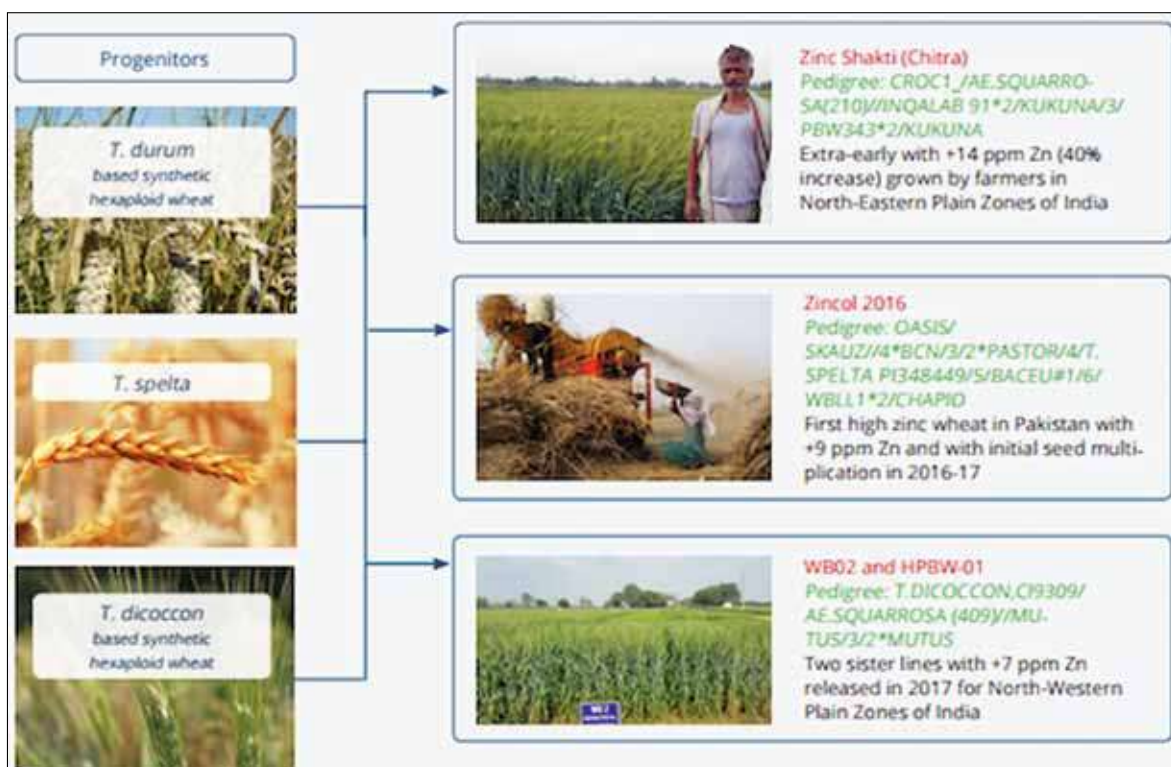 Progenitors
T. durum
based synthetic
hexaploid wheat
T. spelta
T. dicoccon
based synthetic
hexaploid wheat
Zinc Shakti (Chitra)
Pedigree: CROC1_/AE.SQUARRO-
SA(210)//INQALAB 91*2/KUKUNA/3/
PBW343*2/KUKUNA
Extra-early with +14 ppm Zn (40%
increase) grown by farmers in
North-Eastern Plain Zones of India
Zincol 2016
Pedigree: OASIS/
SKAUZ//4*BCN/3/2*PASTOR/4/T.
SPELTA PI348449/5/BACEU#1/6/
WBLL1*2/CHAPIO
First high zinc wheat in Pakistan with
+9 ppm Zn and with initial seed multi-
plication in 2016-17
WB02 and HPBW-01
Pedigree: T.DICOCCON,CI9309/
AE.SQUARROSA (409)//MU-
TUS/3/2*MUTUS
Two sister lines with +7 ppm Zn
released in 2017 for North-Western
Plain Zones of India